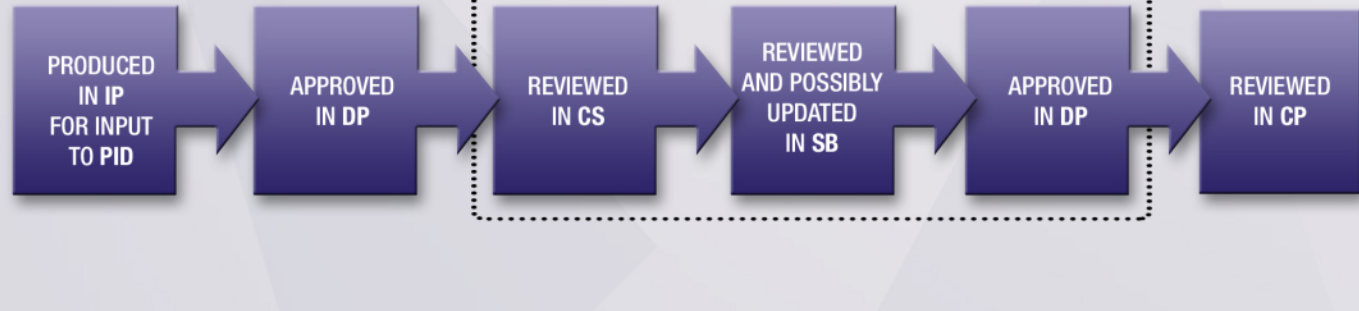 PRODUCED
IN IP
FOR INPUT
TO PID
APPROVED
IN DP
REVIEWED
IN CS
REVIEWED
AND POSSIBLY
UPDATED
IN SB
APPROVED
IN DP
REVIEWED
IN CP